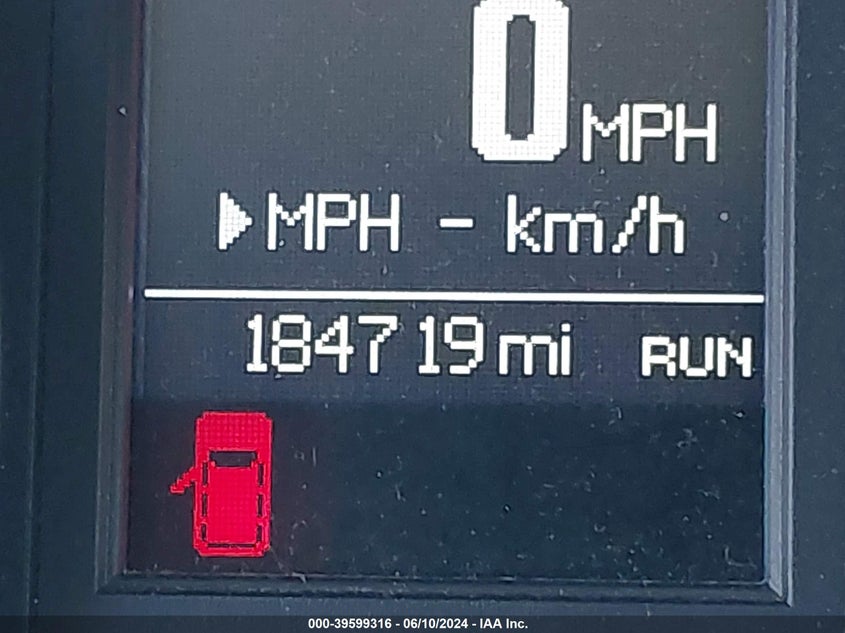 0 MPH
▶MPH - km/h
184719 mi RUN
000-39599316 - 06/10/2024 - IAA Inc.